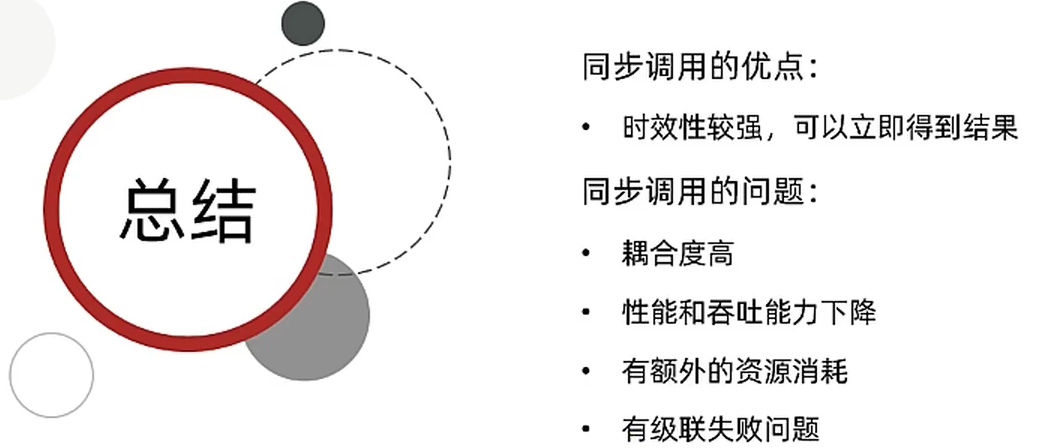 总结
同步调用的优点：
• 时效性较强，可以立即得到结果
同步调用的问题：
• 耦合度高
• 性能和吞吐能力下降
• 有额外的资源消耗
• 有级联失败问题